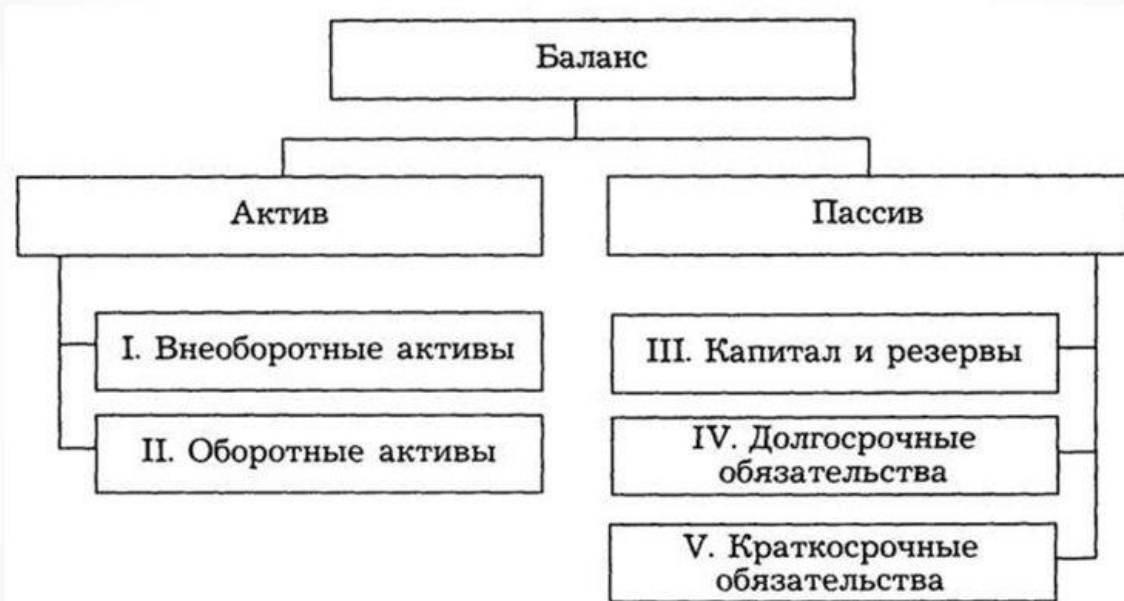 Баланс
Актив
Пассив
I. Внеоборотные активы
II. Оборотные активы
III. Капитал и резервы
IV. Долгосрочные
обязательства
V. Краткосрочные
обязательства